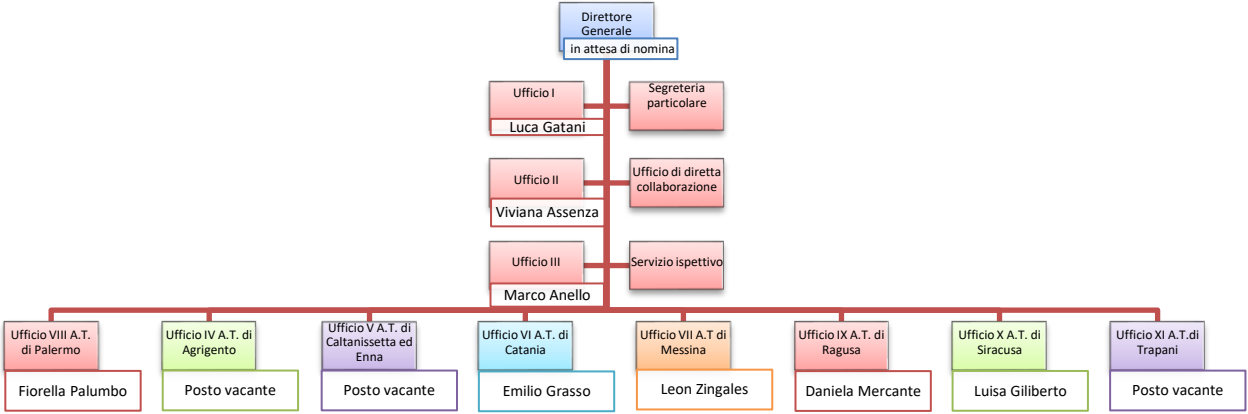 Direttore
Generale
in attesa di nomina
Ufficio I
Luca Gatani
Segreteria
particolare
Ufficio II
Viviana Assenza
Ufficio di diretta
collaborazione
Ufficio III
Marco Anello
Servizio ispettivo
Ufficio VIII A.T.
di Palermo
Fiorella Palumbo
Ufficio IV A.T. di
Agrigento
Posto vacante
Ufficio V A.T. di
Caltanissetta ed
Enna
Posto vacante
Ufficio VI A.T. di
Catania
Emilio Grasso
Ufficio VII A.T di
Messina
Leon Zingales
Ufficio IX A.T. di
Ragusa
Daniela Mercante
Ufficio X A.T. di
Siracusa
Luisa Giliberto
Ufficio XI A.T.di
Trapani
Posto vacante